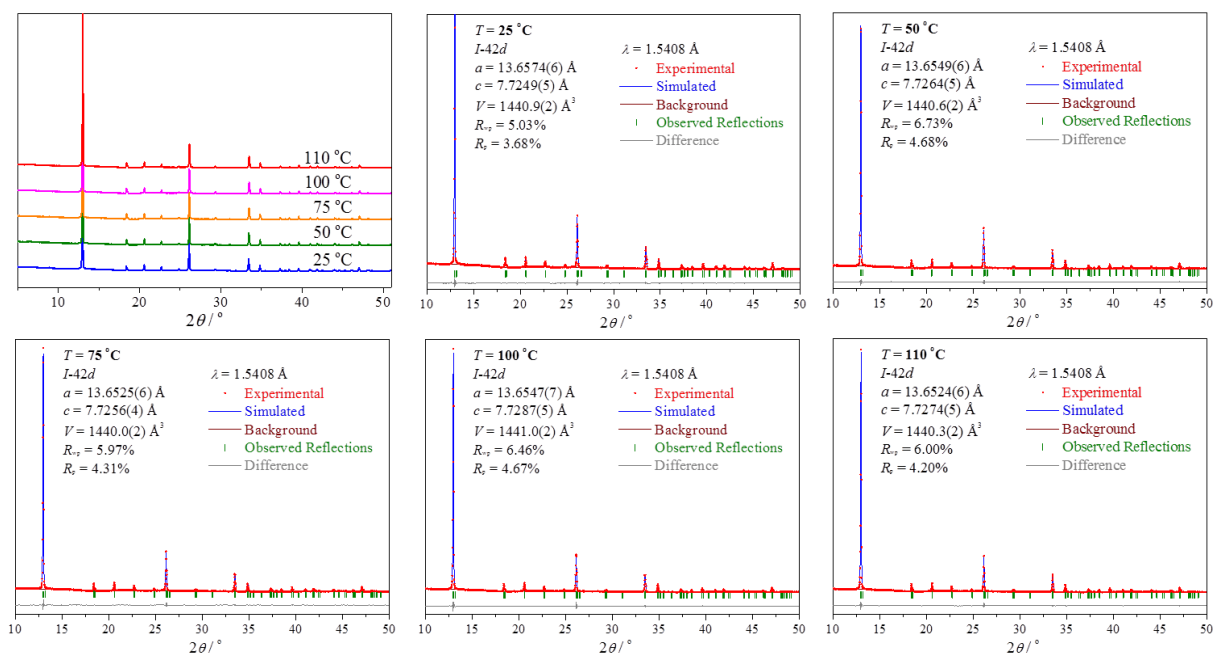 110 °C
100 °C
75 °C
50 °C
25 °C
10 20 30 40 50
2θ / °
T = 25 °C
I-42d
a = 13.6574(6) Å
c = 7.7249(5) Å
V = 1440.9(2) Å³
Rwp = 5.03%
Rp = 3.68%
λ = 1.5408 Å
Experimental
Simulated
Background
Observed Reflections
Difference
10 15 20 25 30 35 40 45 50
2θ / °
T = 50 °C
I-42d
a = 13.6549(6) Å
c = 7.7264(5) Å
V = 1440.6(2) Å³
Rwp = 6.73%
Rp = 4.68%
λ = 1.5408 Å
Experimental
Simulated
Background
Observed Reflections
Difference
10 15 20 25 30 35 40 45 50
2θ / °
T = 75 °C
I-42d
a = 13.6525(6) Å
c = 7.7256(4) Å
V = 1440.0(2) Å³
Rwp = 5.97%
Rp = 4.31%
λ = 1.5408 Å
Experimental
Simulated
Background
Observed Reflections
Difference
10 15 20 25 30 35 40 45 50
2θ / °
T = 100 °C
I-42d
a = 13.6547(7) Å
c = 7.7287(5) Å
V = 1441.0(2) Å³
Rwp = 6.46%
Rp = 4.67%
λ = 1.5408 Å
Experimental
Simulated
Background
Observed Reflections
Difference
10 15 20 25 30 35 40 45 50
2θ / °
T = 110 °C
I-42d
a = 13.6524(6) Å
c = 7.7274(5) Å
V = 1440.3(2) Å³
Rwp = 6.00%
Rp = 4.20%
λ = 1.5408 Å
Experimental
Simulated
Background
Observed Reflections
Difference
10 15 20 25 30 35 40 45 50
2θ / °